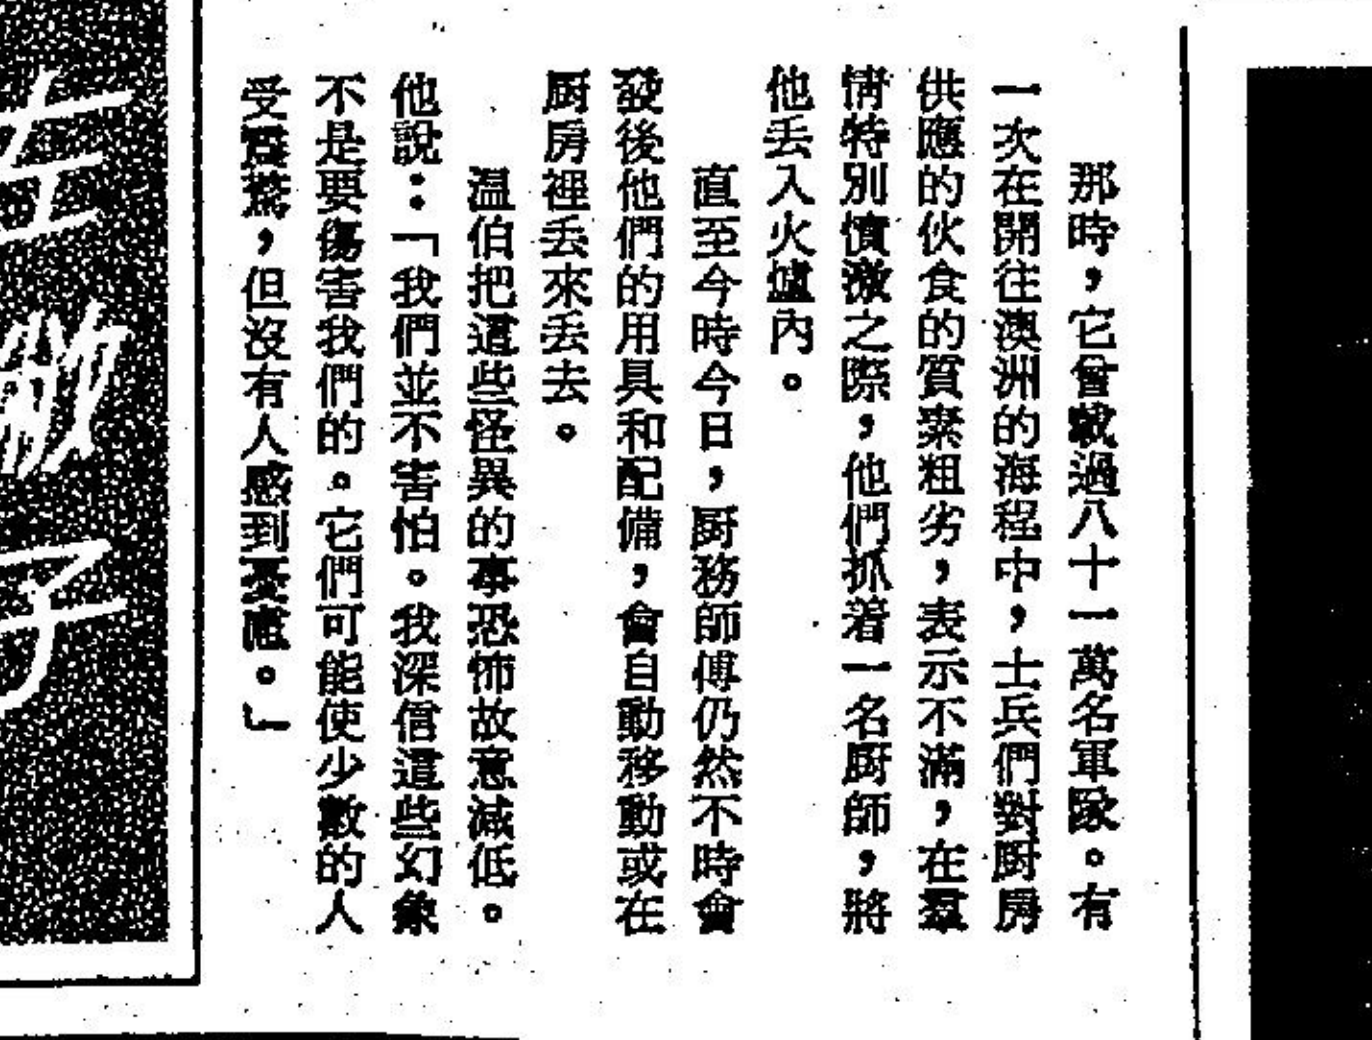 那時，它曾載過八十一萬名軍隊。有
一次在開往澳洲的海程中，士兵們對廚房
供應的伙食的質素粗劣，表示不滿，在羣
情特別憤激之際，他們抓着一名廚師，將
他丢入火爐內。
直至今時今日，厨務師傅仍然不時會
發後他們的用具和配備，會自動移動或在
厨房裡丢來丢去。
温伯把這些怪異的事恐怖故意減低。
他說：「我們並不害怕。我深信這些幻象
不是要傷害我們的。它們可能使少數的人
受震驚，但沒有人感到憂慮。」